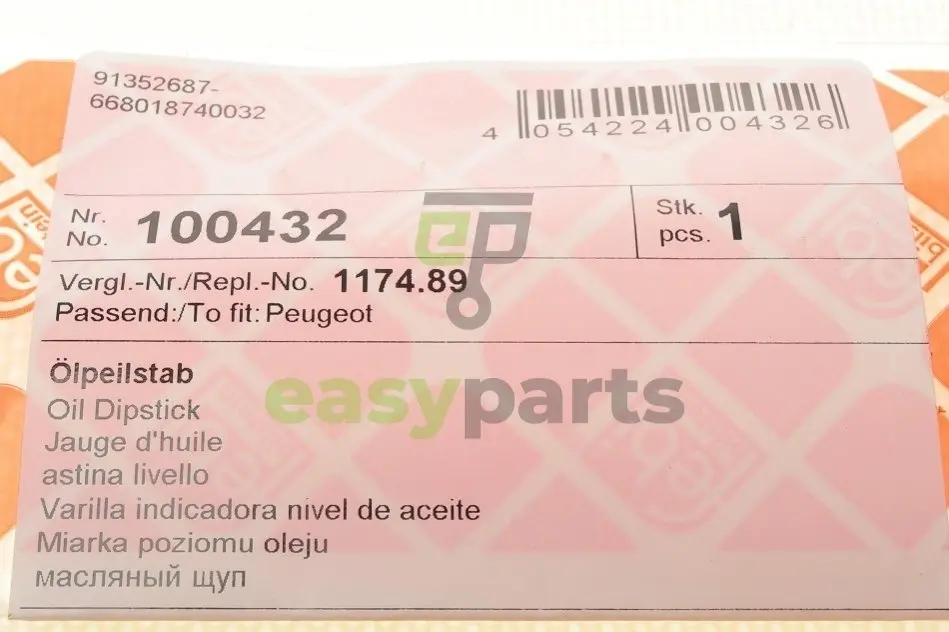 91352687-
668018740032
4 054224 004326
Nr.
No. 100432
Stk.
pcs. 1
Vergl.-Nr./Repl.-No. 1174.89
Passend:/To fit: Peugeot
ep
easyparts
Ölpeilstab
Oil Dipstick
Jauge d'huile
astina livello
Varilla indicadora nivel de aceite
Miarka poziomu oleju
масляный щуп